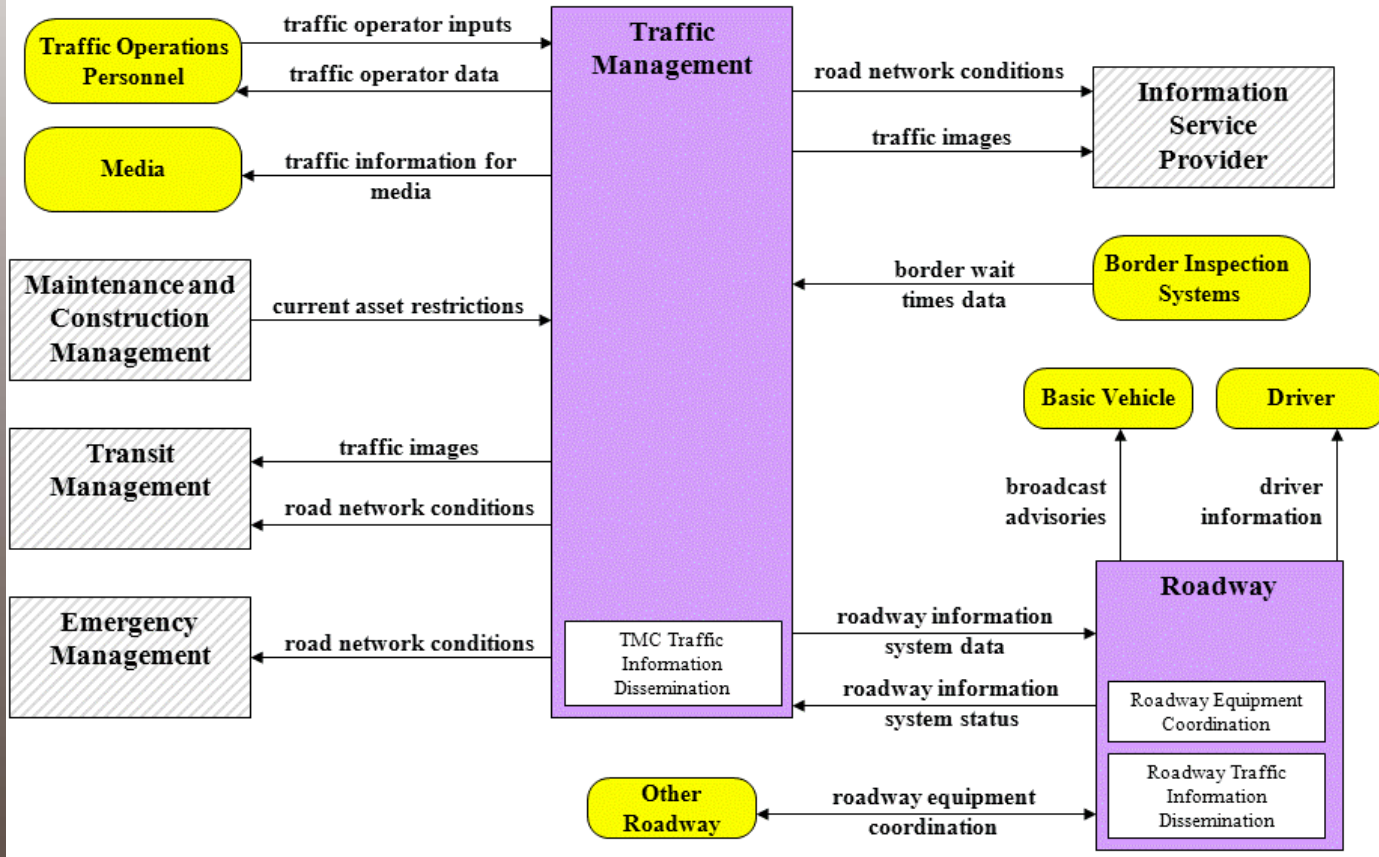 traffic operator inputs
Traffic Operations
Personnel
traffic operator data
Media
traffic information for
media
Maintenance and
Construction
Management
current asset restrictions
Transit
Management
traffic images
road network conditions
Emergency
Management
road network conditions
Traffic
Management
TMC Traffic
Information
Dissemination
road network conditions
traffic images
Information
Service
Provider
border wait
times data
Border Inspection
Systems
Basic Vehicle
Driver
broadcast
advisories
driver
information
Roadway
roadway information
system data
roadway information
system status
Roadway Equipment
Coordination
Roadway Traffic
Information
Dissemination
Other
Roadway
roadway equipment
coordination